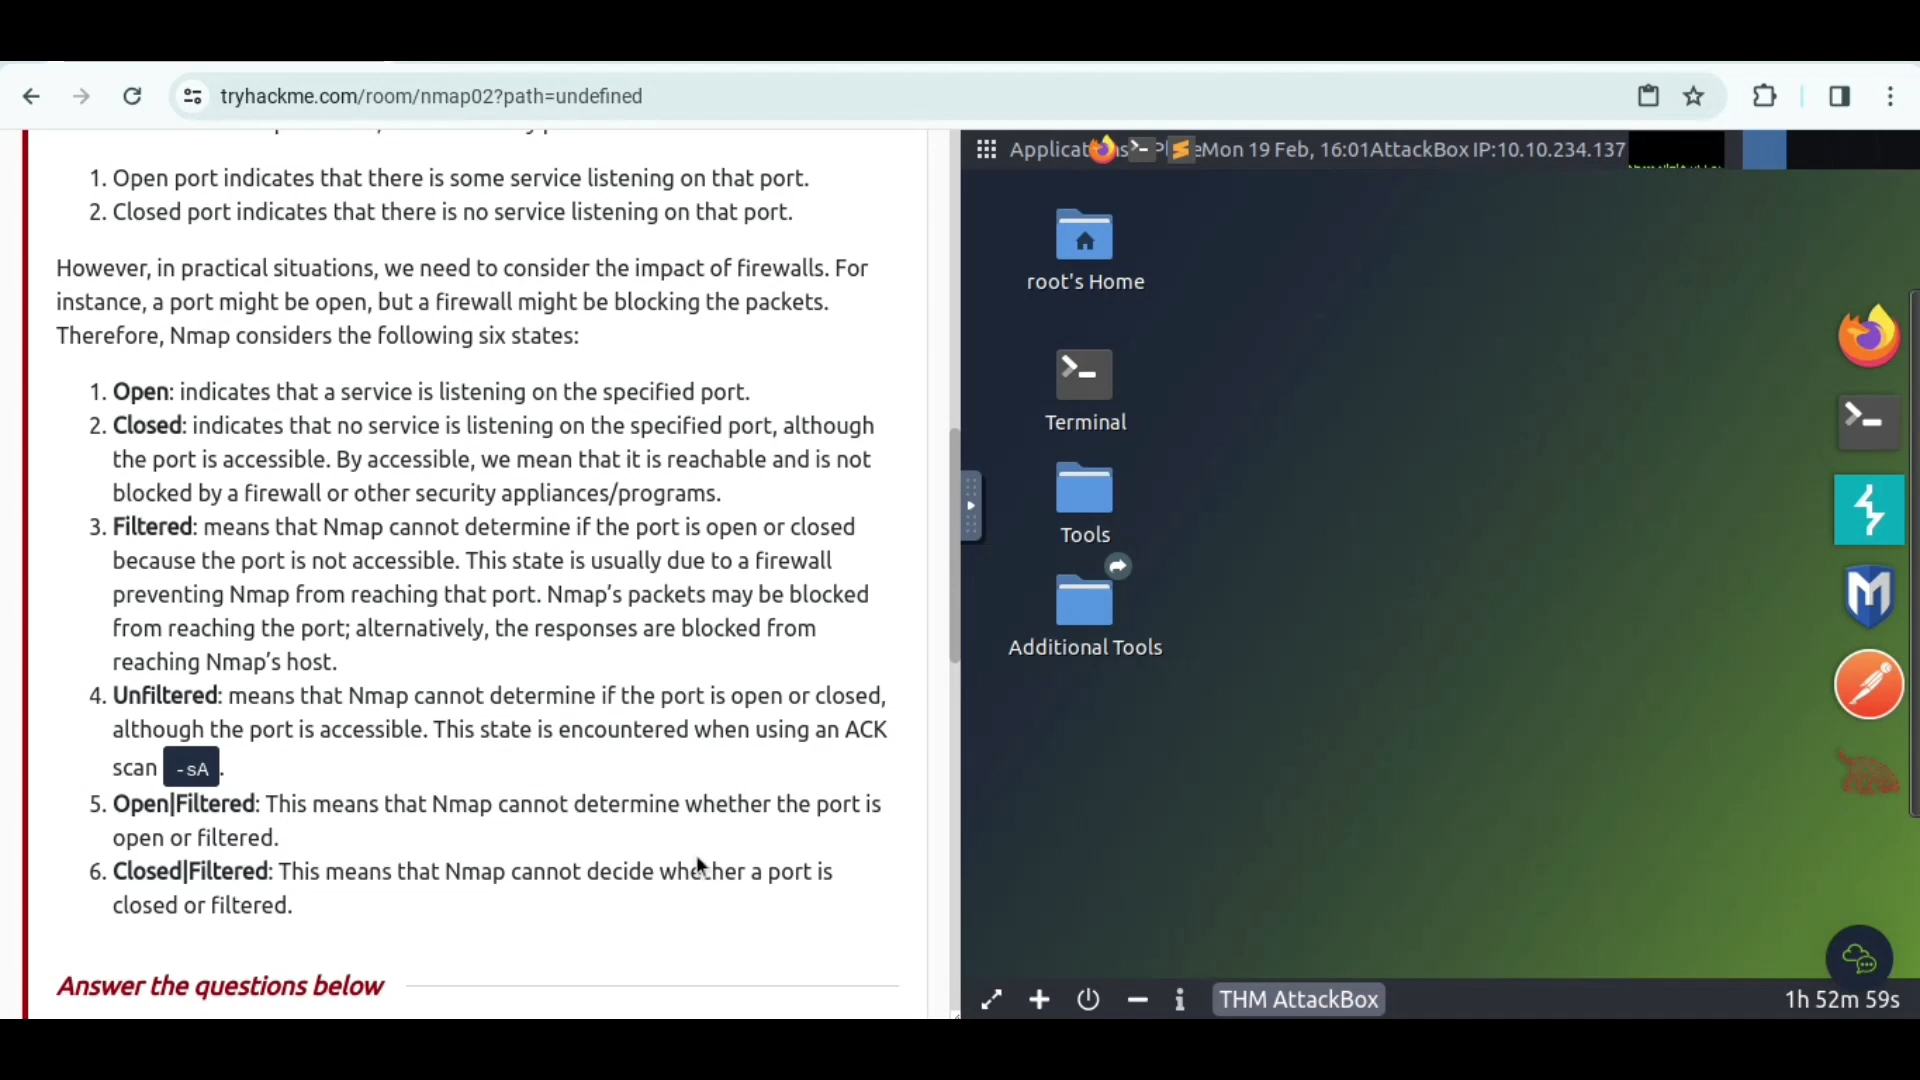 tryhackme.com/room/nmap02?path=undefined
1. Open port indicates that there is some service listening on that port.
2. Closed port indicates that there is no service listening on that port.
However, in practical situations, we need to consider the impact of firewalls. For
instance, a port might be open, but a firewall might be blocking the packets.
Therefore, Nmap considers the following six states:
1. Open: indicates that a service is listening on the specified port.
2. Closed: indicates that no service is listening on the specified port, although
the port is accessible. By accessible, we mean that it is reachable and is not
blocked by a firewall or other security appliances/programs.
3. Filtered: means that Nmap cannot determine if the port is open or closed
because the port is not accessible. This state is usually due to a firewall
preventing Nmap from reaching that port. Nmap's packets may be blocked
from reaching the port; alternatively, the responses are blocked from
reaching Nmap's host.
4. Unfiltered: means that Nmap cannot determine if the port is open or closed,
although the port is accessible. This state is encountered when using an ACK
scan -sA.
5. Open|Filtered: This means that Nmap cannot determine whether the port is
open or filtered.
6. Closed|Filtered: This means that Nmap cannot decide whether a port is
closed or filtered.
Answer the questions below
Mon 19 Feb, 16:01 AttackBox IP:10.10.234.137
root's Home
Terminal
Tools
Additional Tools
THM AttackBox
1h 52m 59s